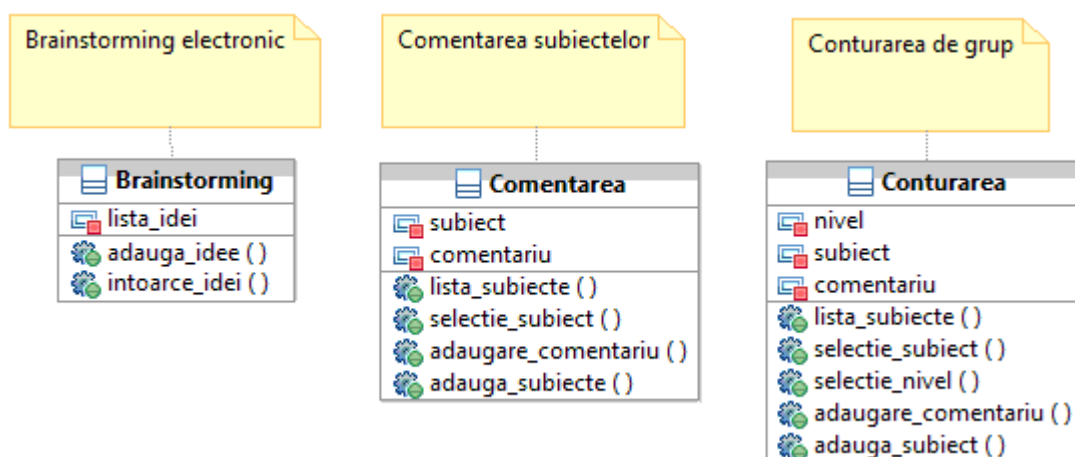 Brainstorming electronic
Comentarea subiectelor
Conturarea de grup
Brainstorming
lista_idei
adauga_idee ( )
intoarce_idei ( )
Comentarea
subiect
comentariu
lista_subiecte ( )
selectie_subiect ( )
adaugare_comentariu ( )
adauga_subiecte ( )
Conturarea
nivel
subiect
comentariu
lista_subiecte ( )
selectie_subiect ( )
selectie_nivel ( )
adaugare_comentariu ( )
adauga_subiect ( )